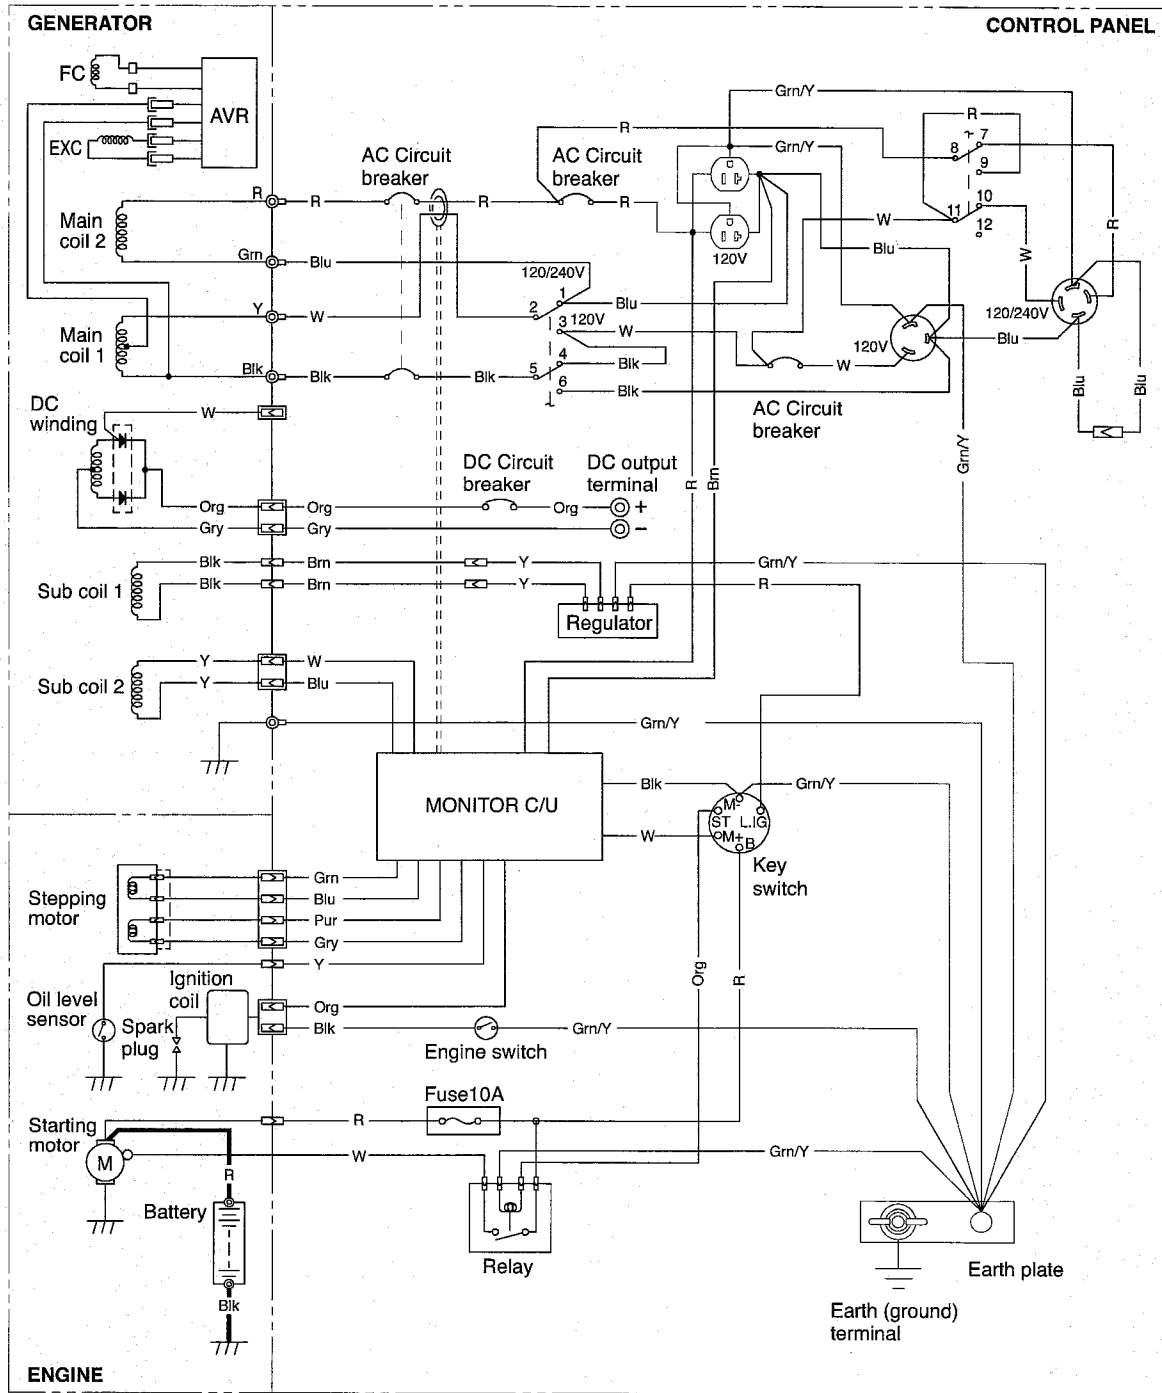 GENERATOR
CONTROL PANEL
FC
AVR
EXC
Grn/Y
R
R
Grn/Y
7
8
9
AC Circuit
breaker
AC Circuit
breaker
R
R
R
R
10
11
12
W
Main
coil 2
120V
Blu
W
R
Grn
Blu
120/240V
1
Blu
2
3
120V
W
Y
W
120/240V
Main
coil 1
120V
Blu
4
Blk
5
W
Blk
Blk
Blk
6
Blk
Blu
Blu
DC
winding
W
AC Circuit
breaker
Grn/Y
DC Circuit
breaker
DC output
terminal
R
Brn
Org
Org
Org
+
Gry
Gry
−
Blk
Brn
Y
Grn/Y
Sub coil 1
Blk
Brn
Y
R
Regulator
Y
W
Sub coil 2
Y
Blu
Grn/Y
MONITOR C/U
Blk
Grn/Y
M-
ST
L.IG
W
M+
B
Key
switch
Stepping
motor
Grn
Blu
Pur
Gry
Y
Org
R
Ignition
coil
Oil level
sensor
Org
Spark
plug
Blk
Grn/Y
Engine switch
Fuse10A
Starting
motor
R
M
W
Grn/Y
R
Battery
Relay
Earth plate
Blk
Earth (ground)
terminal
ENGINE